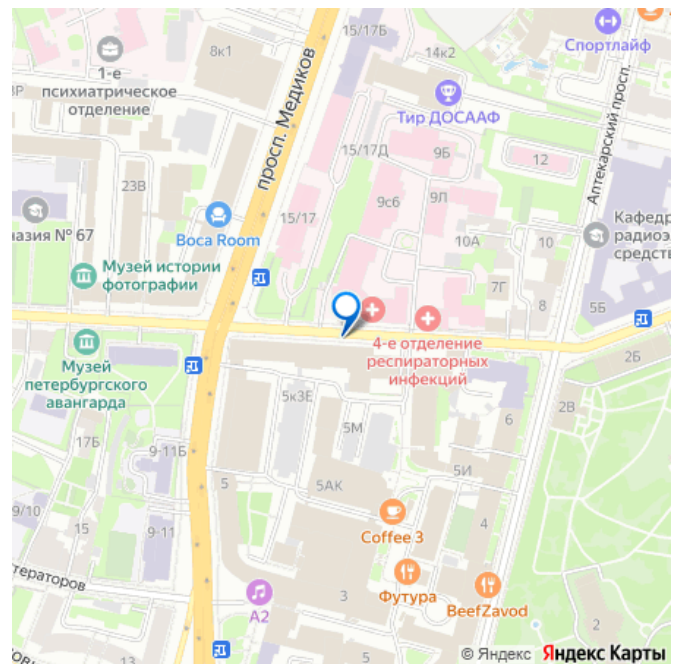 15/17Б
8к1
14к2
Спортлайф
1-е
психиатрическое
отделение
просп. Медиков
Тир ДОСААФ
Аптекарский просп.
15/17Д
9Б
12
23В
9с6
9Л
15/17
Boca Room
10А
10
Кафедр
радиоэ
средств
назия № 67
Музей истории
фотографии
7Г
8
5Б
4-е отделение
респираторных
инфекций
2Б
Музей
петербургского
авангарда
5к3Е
2В
6
5М
17Б
9-11Б
5И
5
5АК
9/10
15
9-11
Coffee 3
4
тераторов
А2
3
Футура
BeefZavod
2
13
© Яндекс Яндекс Карты